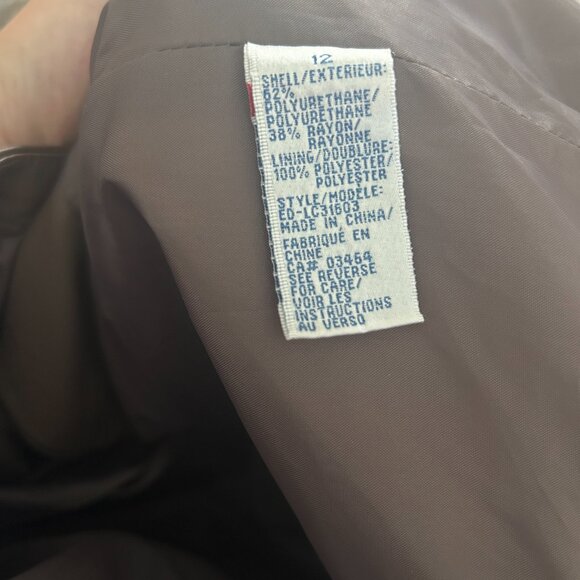 12
SHELL/EXTERIEUR:
62%
POLYURETHANE/
POLYURETHANE
38% RAYON/
RAYONNE
LINING/DOUBLURE:
100% POLYESTER/
POLYESTER
STYLE/MODÈLE:
ED-LC31603
MADE IN CHINA/
FABRIQUÉ EN
CHINE
CA# 03464
SEE REVERSE
FOR CARE/
VOIR LES
INSTRUCTIONS
AU VERSO